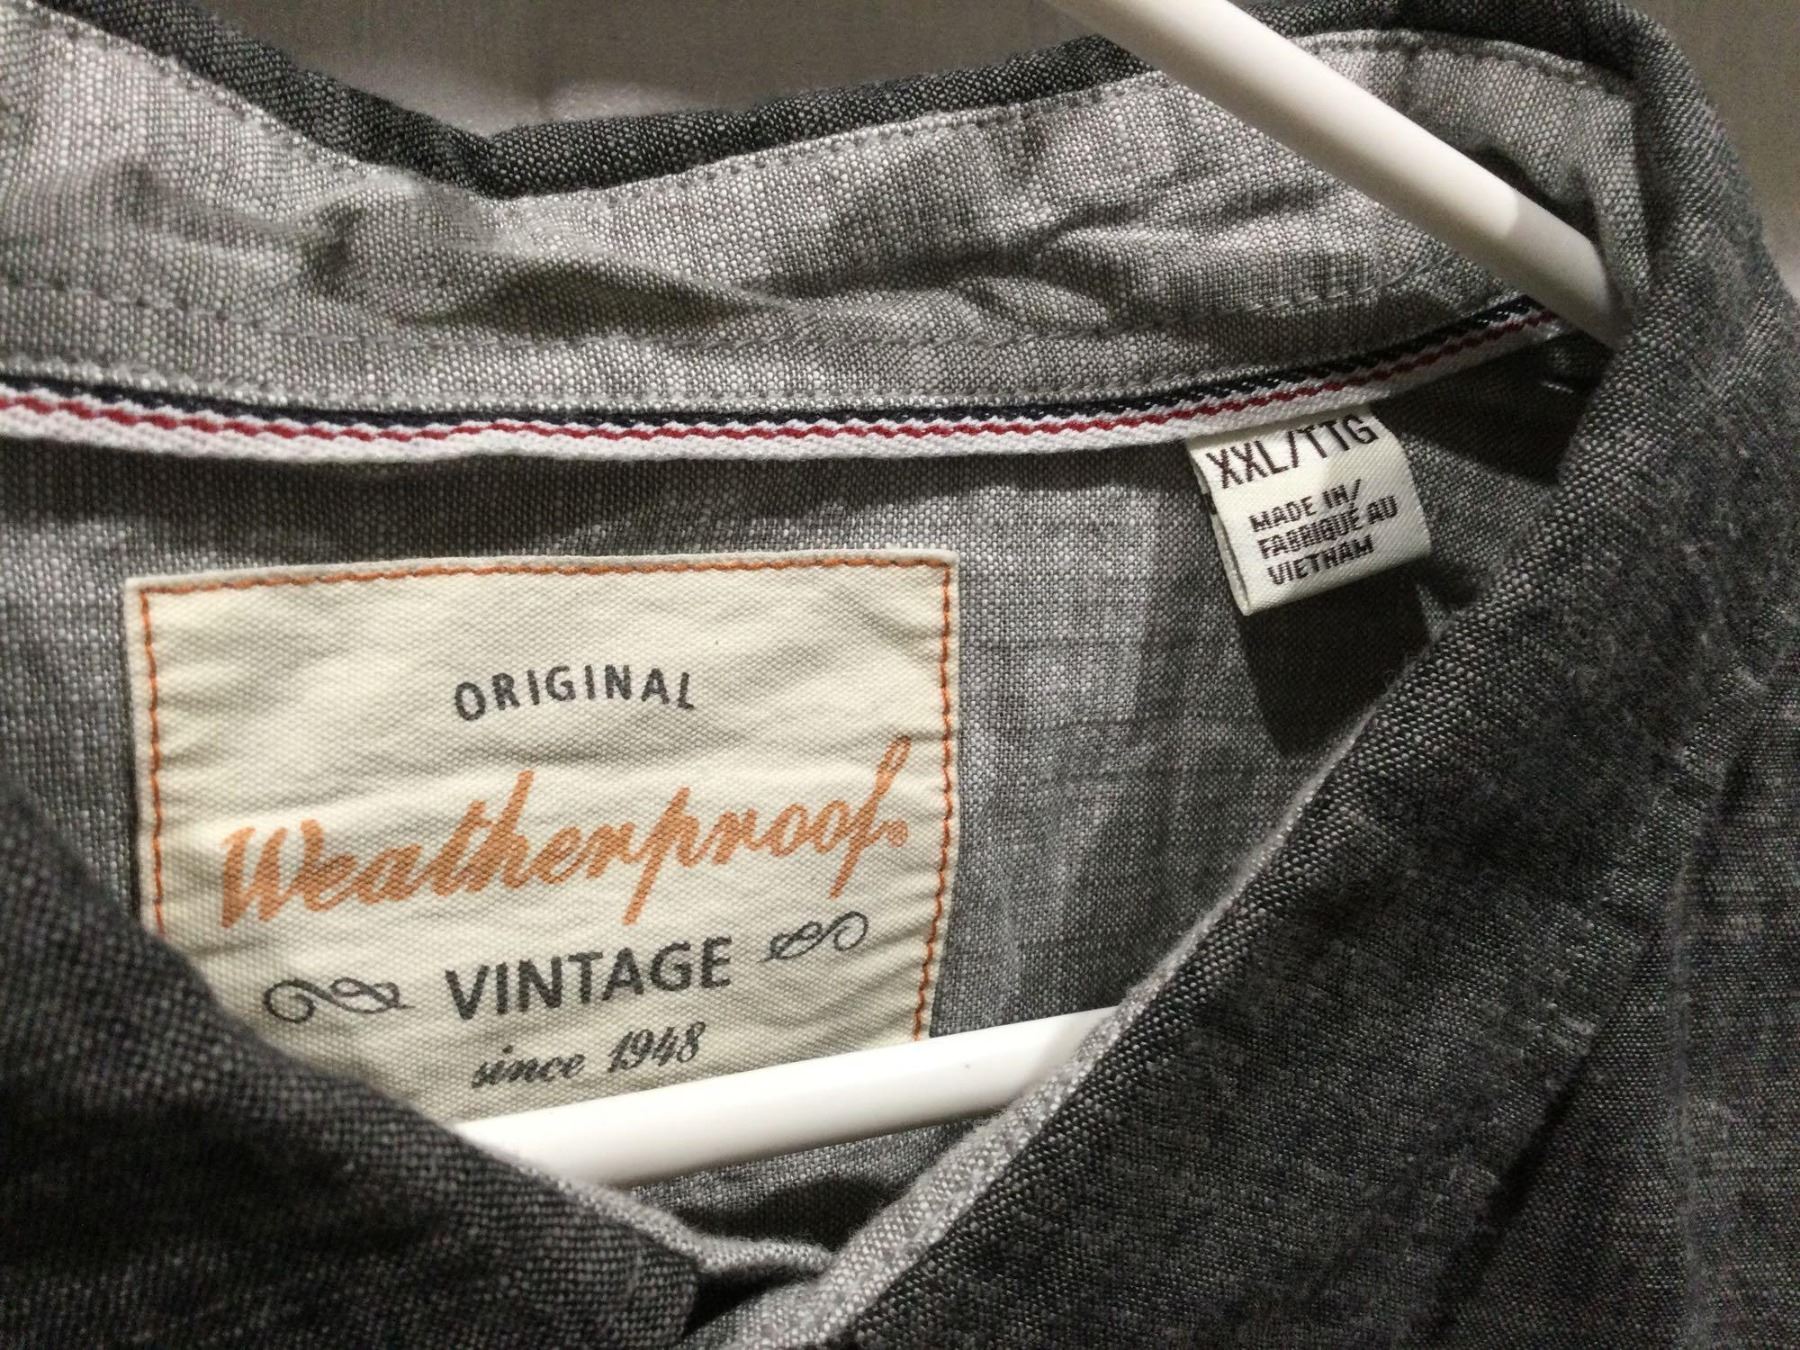 XXL/TTG
MADE IN/
FABRIQUÉ AU
VIETNAM
ORIGINAL
Weatherproof
VINTAGE
since 1948